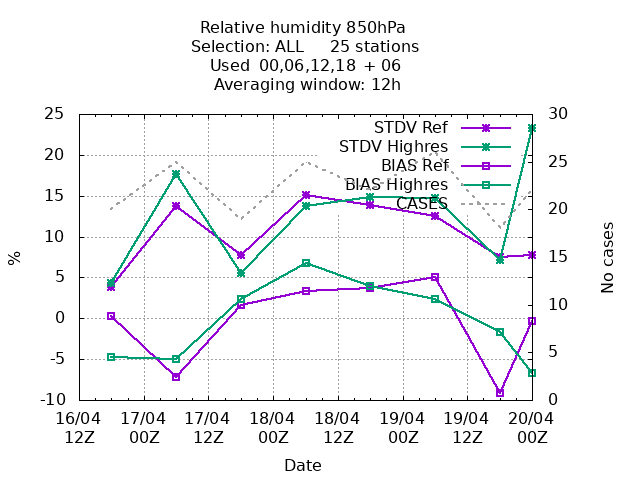 Relative humidity 850hPa
Selection: ALL 25 stations
Used 00,06,12,18 + 06
Averaging window: 12h
25
20
15
10
5
0
-5
-10
%
30
25
20
15
10
5
0
No cases
STDV Ref
STDV Highres
BIAS Ref
BIAS Highres
CASES
16/04 17/04 17/04 18/04 18/04 19/04 19/04 20/04
12Z 00Z 12Z 00Z 12Z 00Z 12Z 00Z
Date